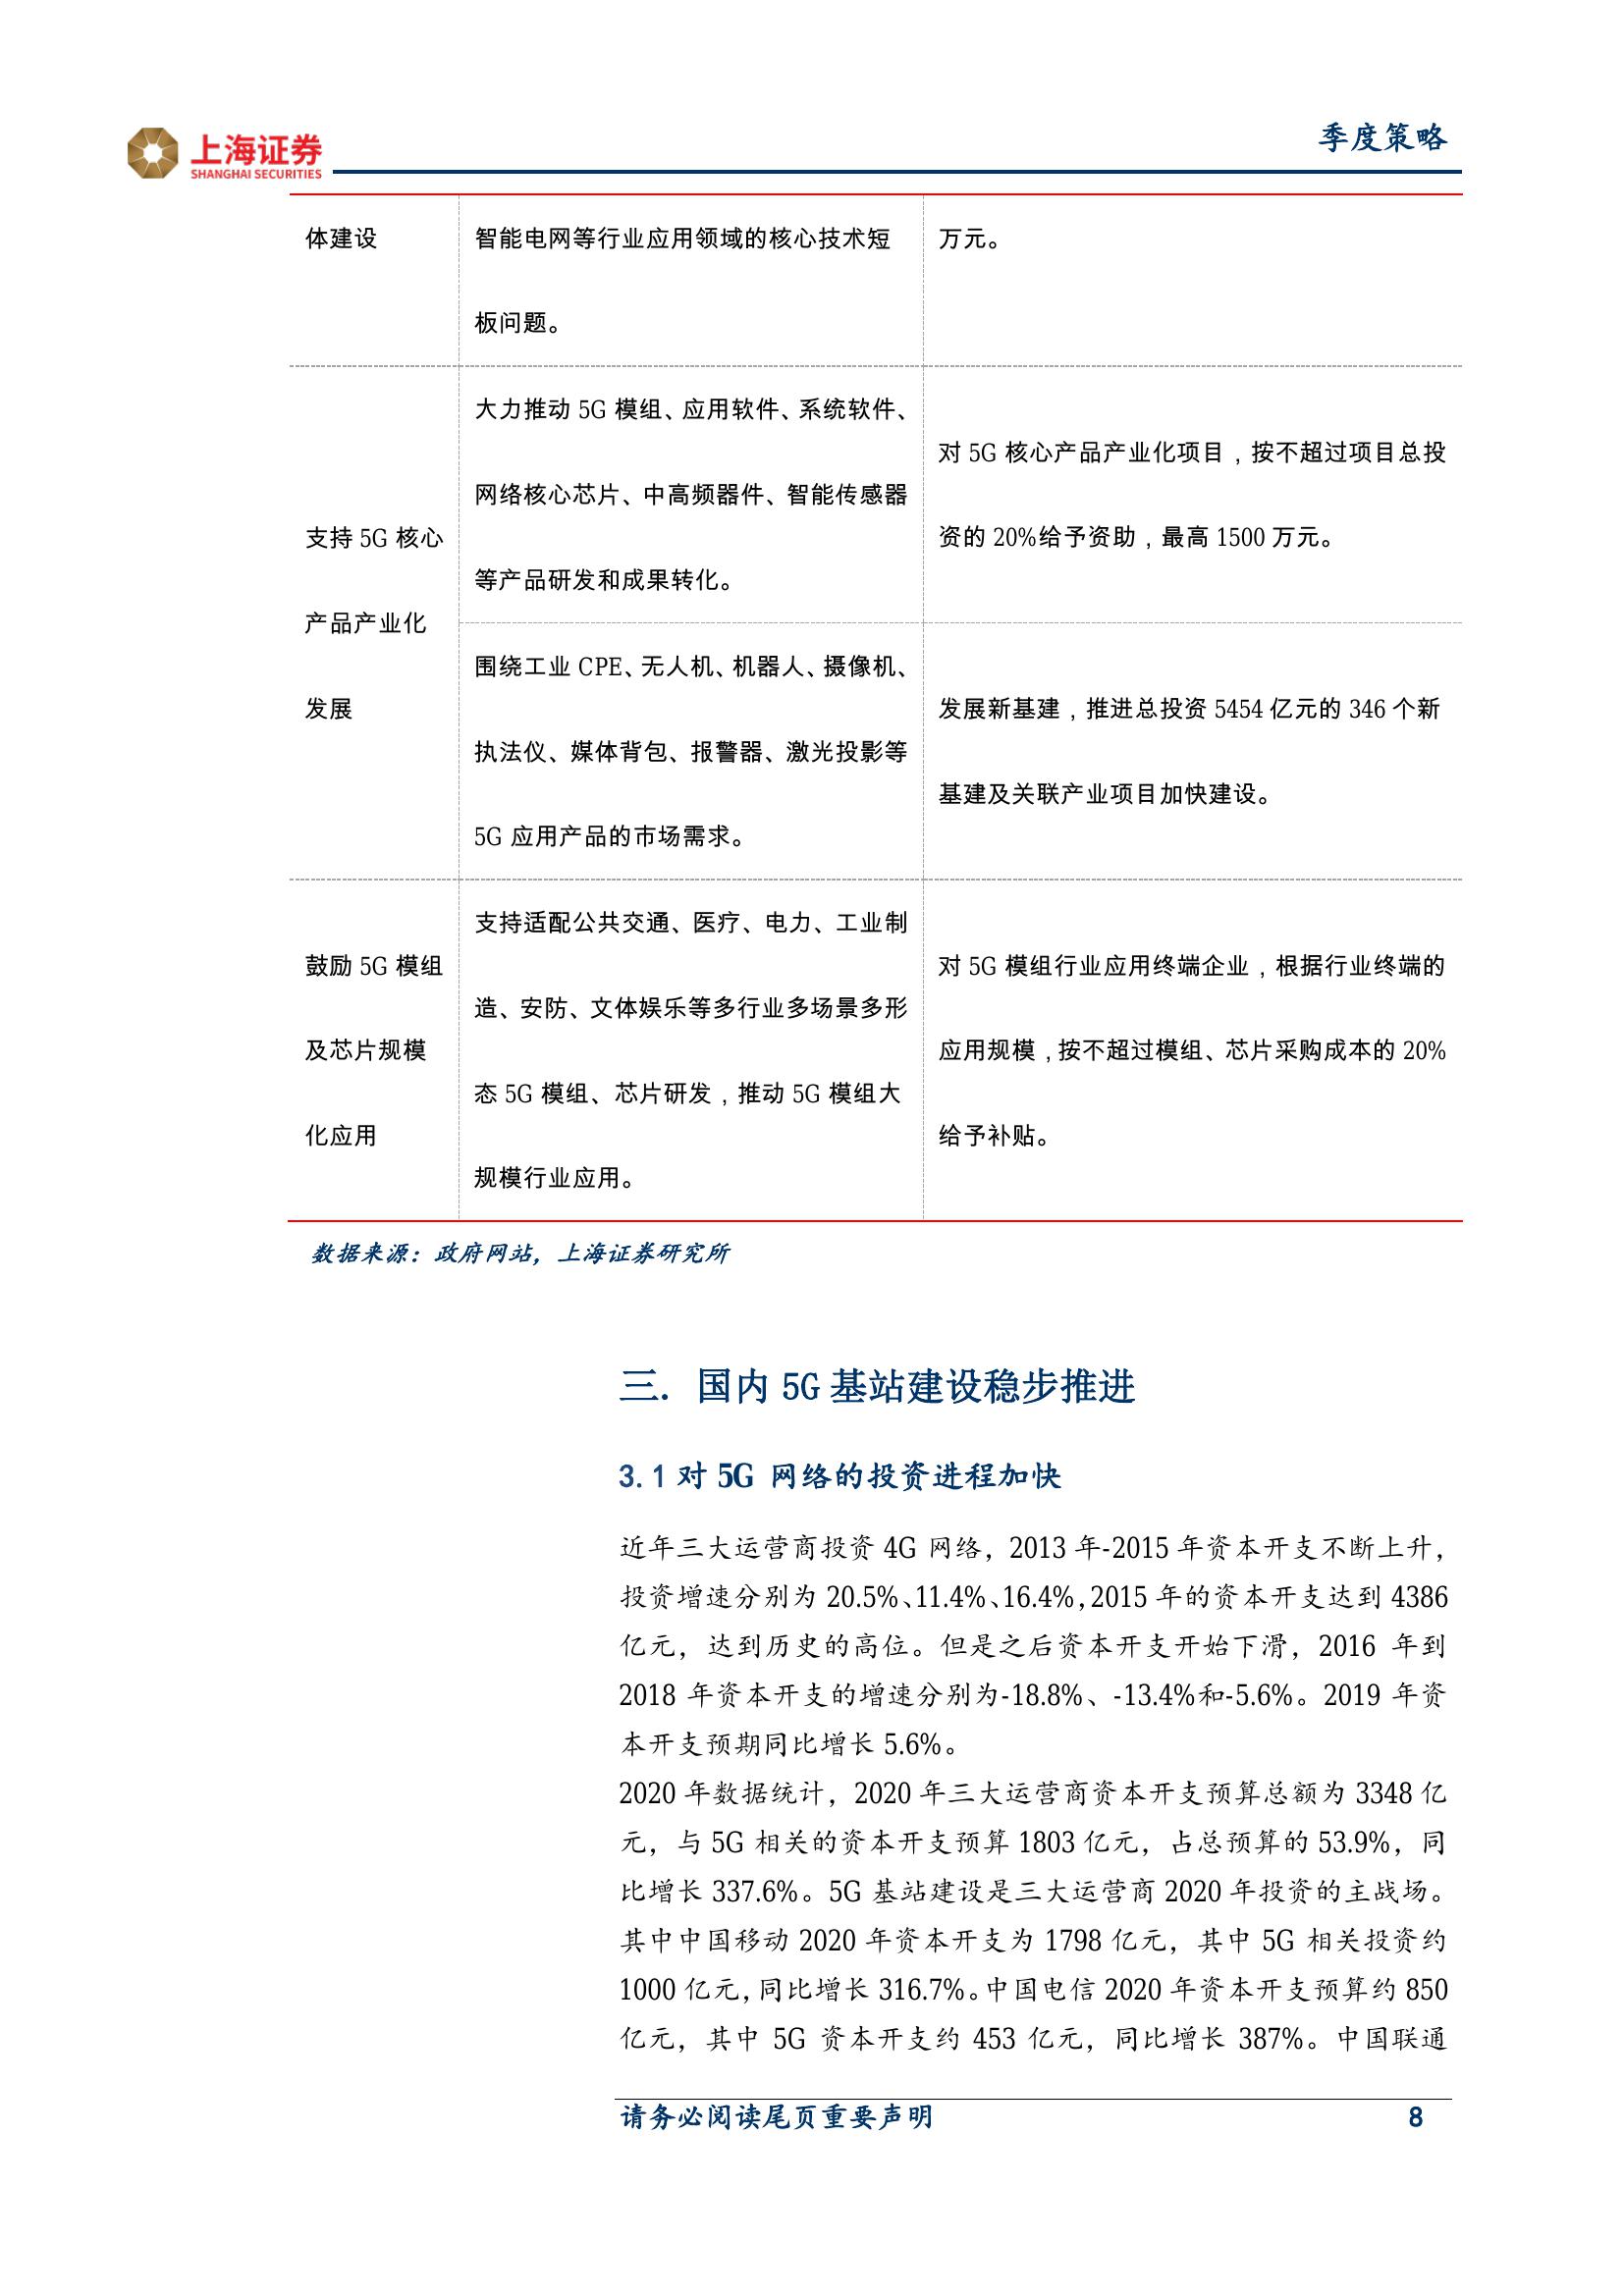 上海证券
SHANGHAI SECURITIES
季度策略
体建设
智能电网等行业应用领域的核心技术短
板问题。
万元。
支持 5G 核心
产品产业化
发展
大力推动 5G 模组、应用软件、系统软件、
网络核心芯片、中高频器件、智能传感器
等产品研发和成果转化。
对 5G 核心产品产业化项目，按不超过项目总投
资的 20%给予资助，最高 1500 万元。
围绕工业 CPE、无人机、机器人、摄像机、
执法仪、媒体背包、报警器、激光投影等
5G 应用产品的市场需求。
发展新基建，推进总投资 5454 亿元的 346 个新
基建及关联产业项目加快建设。
鼓励 5G 模组
及芯片规模
化应用
支持适配公共交通、医疗、电力、工业制
造、安防、文体娱乐等多行业多场景多形
态 5G 模组、芯片研发，推动 5G 模组大
规模行业应用。
对 5G 模组行业应用终端企业，根据行业终端的
应用规模，按不超过模组、芯片采购成本的 20%
给予补贴。
数据来源：政府网站，上海证券研究所
三. 国内 5G 基站建设稳步推进
3.1 对 5G 网络的投资进程加快
近年三大运营商投资 4G 网络，2013 年-2015 年资本开支不断上升，
投资增速分别为 20.5%、11.4%、16.4%，2015 年的资本开支达到 4386
亿元，达到历史的高位。但是之后资本开支开始下滑，2016 年到
2018 年资本开支的增速分别为-18.8%、-13.4%和-5.6%。2019 年资
本开支预期同比增长 5.6%。
2020 年数据统计，2020 年三大运营商资本开支预算总额为 3348 亿
元，与 5G 相关的资本开支预算 1803 亿元，占总预算的 53.9%，同
比增长 337.6%。5G 基站建设是三大运营商 2020 年投资的主战场。
其中中国移动 2020 年资本开支为 1798 亿元，其中 5G 相关投资约
1000 亿元，同比增长 316.7%。中国电信 2020 年资本开支预算约 850
亿元，其中 5G 资本开支约 453 亿元，同比增长 387%。中国联通
请务必阅读尾页重要声明
8